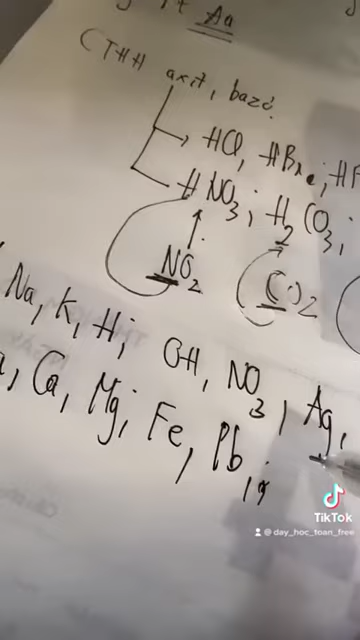 Aa
CTHH axit, bazơ
HCl, HBr, HF
HNO3; H2CO3;
NO2 CO2
Na, K, H; OH, NO3, Ag,
Ca, Mg; Fe, Pb,
TikTok
@day_hoc_toan_free